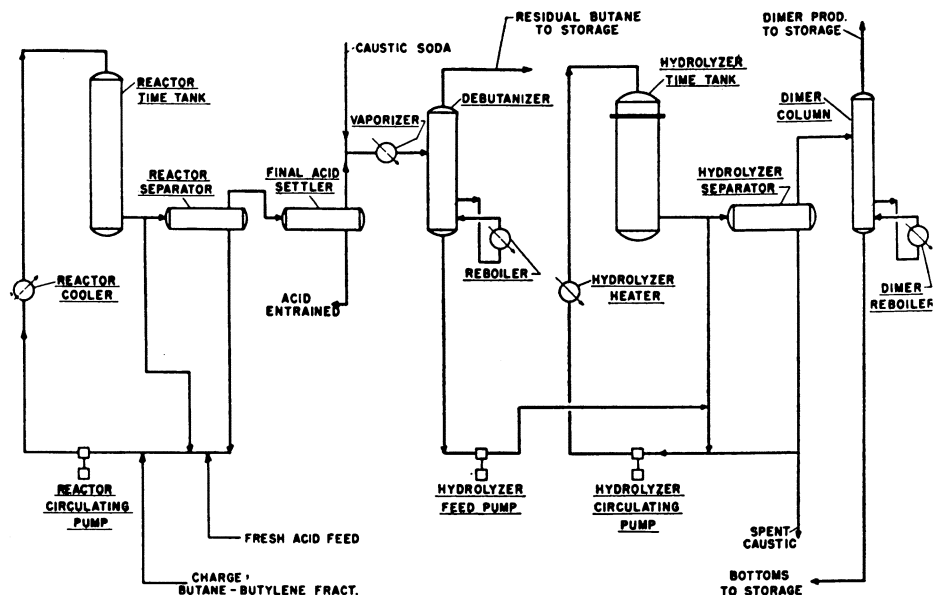 RESIDUAL BUTANE
TO STORAGE
DIMER PROD.
TO STORAGE
CAUSTIC SODA
REACTOR
TIME TANK
HYDROLYZER
TIME TANK
DEBUTANIZER
DIMER
COLUMN
VAPORIZER
REACTOR
SEPARATOR
FINAL ACID
SETTLER
HYDROLYZER
SEPARATOR
REACTOR
COOLER
ACID
ENTRAINED
REBOILER
HYDROLYZER
HEATER
DIMER
REBOILER
REACTOR
CIRCULATING
PUMP
HYDROLYZER
FEED PUMP
HYDROLYZER
CIRCULATING
PUMP
FRESH ACID FEED
SPENT
CAUSTIC
CHARGE,
BUTANE-BUTYLENE FRACT.
BOTTOMS
TO STORAGE